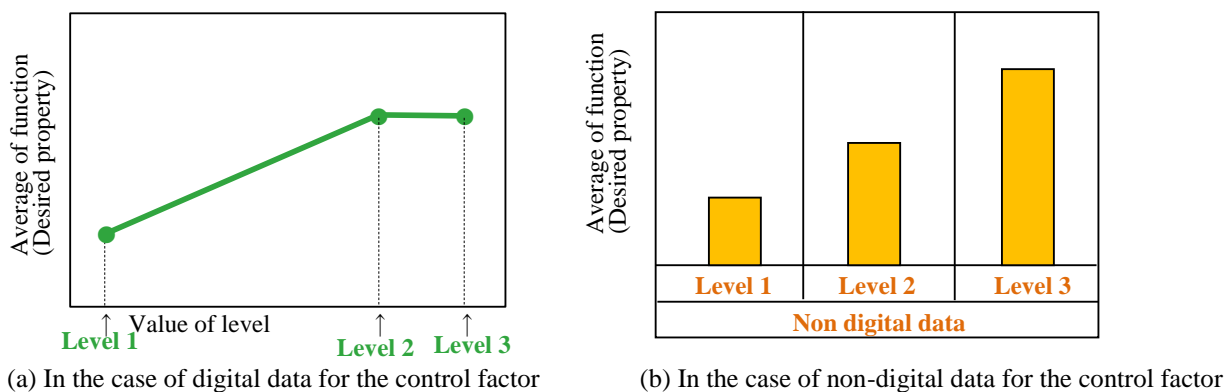 Average of function
(Desired property)
↑ Value of level
↑
↑
Level 1
Level 2
Level 3
(a) In the case of digital data for the control factor
Average of function
(Desired property)
Level 1
Level 2
Level 3
Non digital data
(b) In the case of non-digital data for the control factor